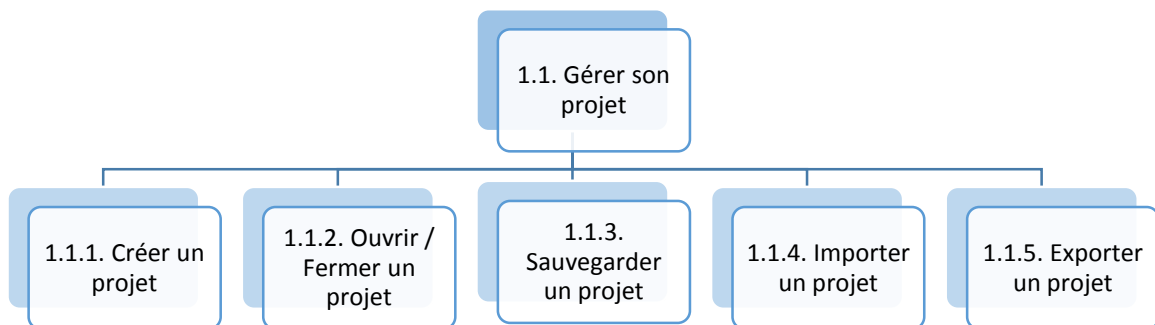 1.1. Gérer son
projet
1.1.1. Créer un
projet
1.1.2. Ouvrir /
Fermer un
projet
1.1.3.
Sauvegarder
un projet
1.1.4. Importer
un projet
1.1.5. Exporter
un projet